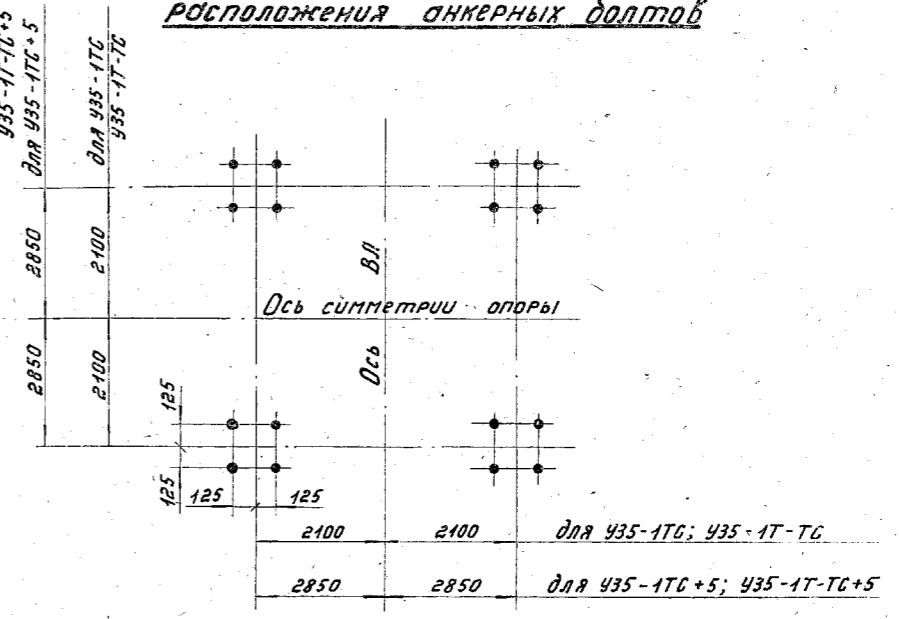 расположения анкерных болтов
У35-1Т-ТС+5
для У35-1ТС+5
для У35-1ТС
У35-1Т-ТС
2850
2100
ВЛ
Ось симметрии опоры
2850
2100
Ось
125
125
125
125
2100
2100
для У35-1ТС; У35-1Т-ТС
2850
2850
для У35-1ТС+5; У35-1Т-ТС+5